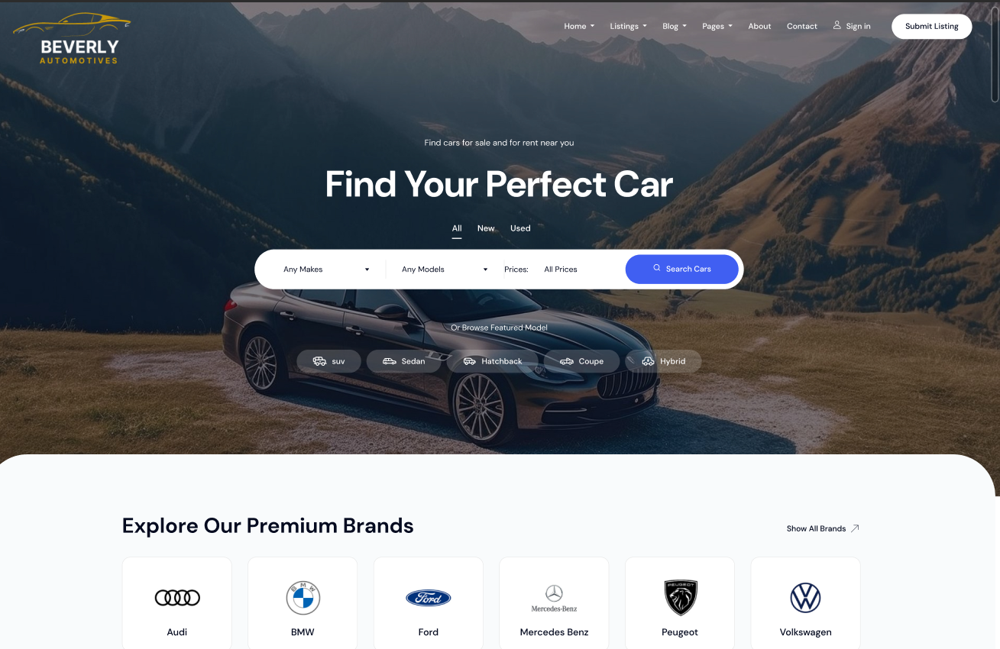 BEVERLY
AUTOMOTIVES
Home Listings Blog Pages About Contact Sign in Submit Listing
Find cars for sale and for rent near you
Find Your Perfect Car
All New Used
Any Makes Any Models Prices: All Prices Search Cars
Or Browse Featured Model
suv Sedan Hatchback Coupe Hybrid
Explore Our Premium Brands
Show All Brands
BMW Ford PEUGEOT
Mercedes-Benz
Audi BMW Ford Mercedes Benz Peugeot Volkswagen